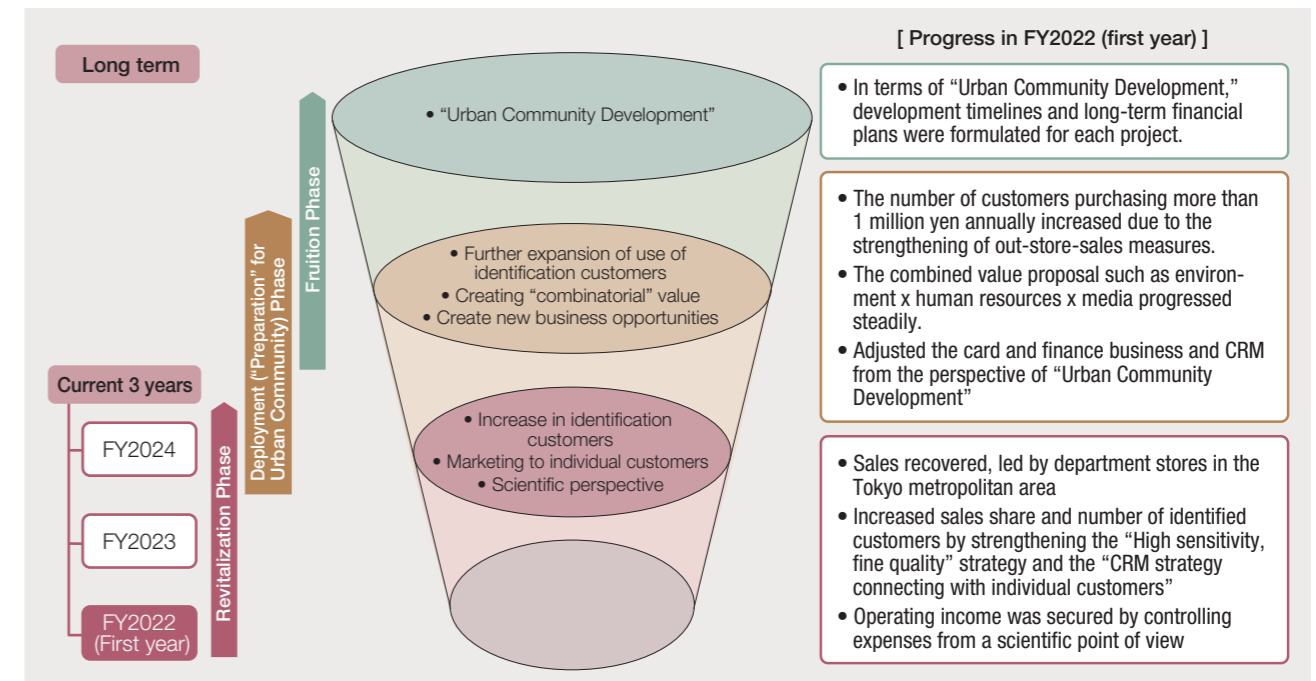 Long term
Current 3 years
FY2024
FY2023
FY2022
(First year)
Revitalization Phase
Deployment (“Preparation” for
Urban Community) Phase
Fruition Phase
• “Urban Community Development”
• Further expansion of use of
identification customers
• Creating “combinatorial” value
• Create new business opportunities
• Increase in identification
customers
• Marketing to individual customers
• Scientific perspective
[ Progress in FY2022 (first year) ]
• In terms of “Urban Community Development,”
development timelines and long-term financial
plans were formulated for each project.
• The number of customers purchasing more than
1 million yen annually increased due to the
strengthening of out-store-sales measures.
• The combined value proposal such as environ-
ment x human resources x media progressed
steadily.
• Adjusted the card and finance business and CRM
from the perspective of “Urban Community
Development”
• Sales recovered, led by department stores in the
Tokyo metropolitan area
• Increased sales share and number of identified
customers by strengthening the “High sensitivity,
fine quality” strategy and the “CRM strategy
connecting with individual customers”
• Operating income was secured by controlling
expenses from a scientific point of view